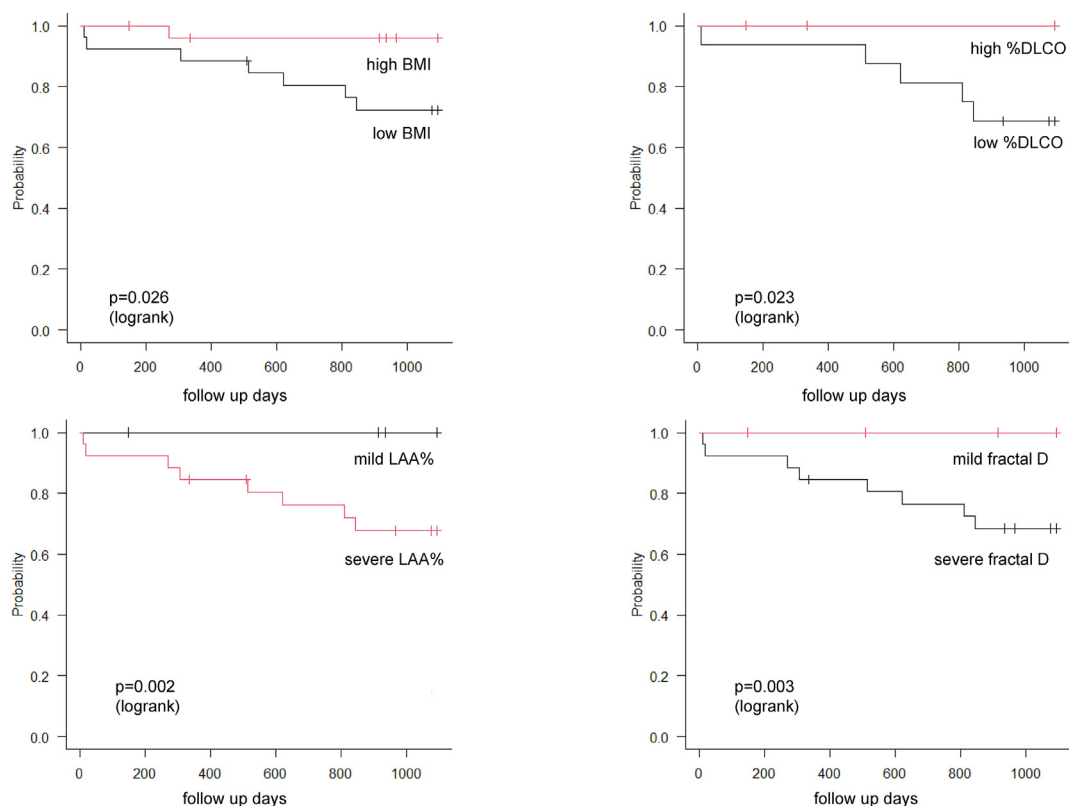 1.0
0.8
0.6
0.4
0.2
0.0
Probability
high BMI
low BMI
p=0.026
(logrank)
0 200 400 600 800 1000
follow up days
1.0
0.8
0.6
0.4
0.2
0.0
Probability
high %DLCO
low %DLCO
p=0.023
(logrank)
0 200 400 600 800 1000
follow up days
1.0
0.8
0.6
0.4
0.2
0.0
Probability
mild LAA%
severe LAA%
p=0.002
(logrank)
0 200 400 600 800 1000
follow up days
1.0
0.8
0.6
0.4
0.2
0.0
Probability
mild fractal D
severe fractal D
p=0.003
(logrank)
0 200 400 600 800 1000
follow up days